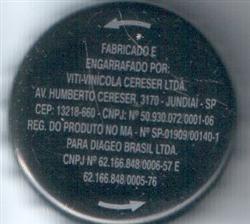 FABRICADO E
ENGARRAFADO POR:
VITI-VINICOLA CERESER LTDA.
AV. HUMBERTO CERESER, 3170 - JUNDIAÍ - SP
CEP: 13218-660 - CNPJ: Nº 50.930.072/0001-06
REG. DO PRODUTO NO MA - Nº SP-01909/00140-1
PARA DIAGEO BRASIL LTDA.
CNPJ Nº 62.166.848/0006-57 E
62.166.848/0005-76